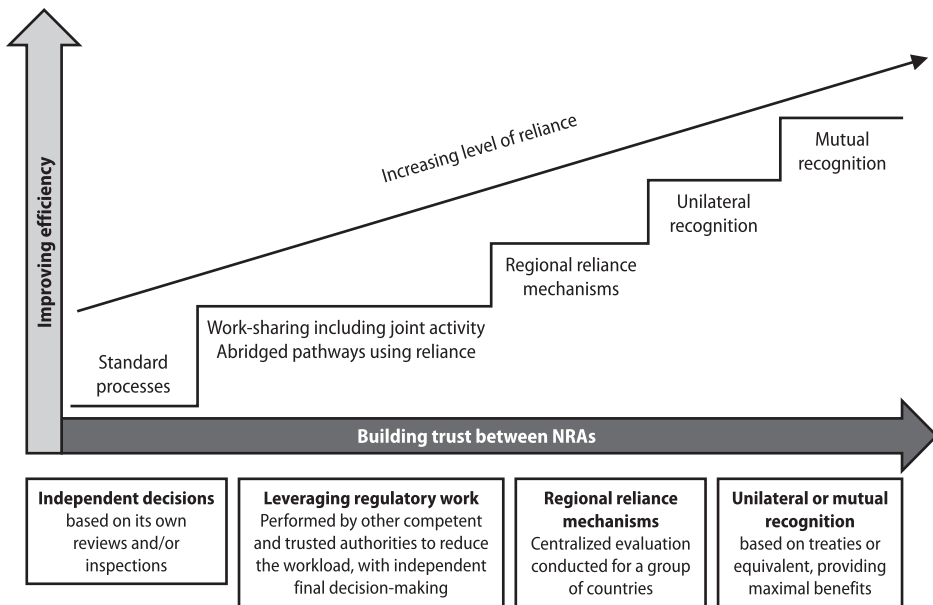 Improving efficiency
Increasing level of reliance
Mutual
recognition
Unilateral
recognition
Regional reliance
mechanisms
Work-sharing including joint activity
Abridged pathways using reliance
Standard
processes
Building trust between NRAs
Independent decisions
based on its own
reviews and/or
inspections
Leveraging regulatory work
Performed by other competent
and trusted authorities to reduce
the workload, with independent
final decision-making
Regional reliance
mechanisms
Centralized evaluation
conducted for a group
of countries
Unilateral or mutual
recognition
based on treaties or
equivalent, providing
maximal benefits